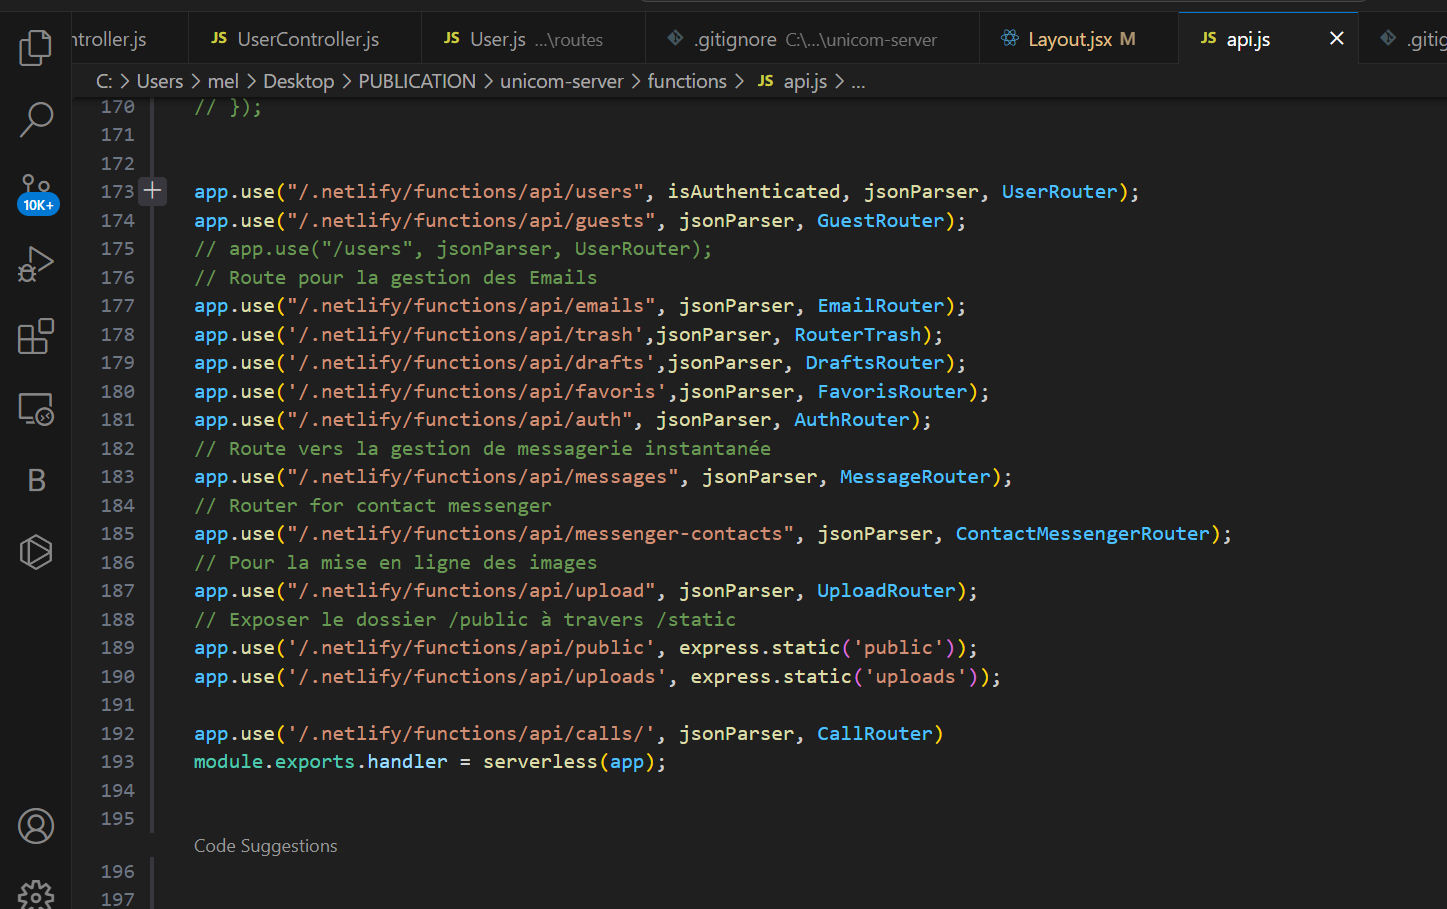 ntroller.js JS UserController.js JS User.js ...\routes .gitignore C:\...\unicom-server Layout.jsx M JS api.js × .gitig
C: > Users > mel > Desktop > PUBLICATION > unicom-server > functions > JS api.js > ...
170 // });
171
172
173 + app.use("/.netlify/functions/api/users", isAuthenticated, jsonParser, UserRouter);
174 app.use("/.netlify/functions/api/guests", jsonParser, GuestRouter);
175 // app.use("/users", jsonParser, UserRouter);
176 // Route pour la gestion des Emails
177 app.use("/.netlify/functions/api/emails", jsonParser, EmailRouter);
178 app.use('/.netlify/functions/api/trash',jsonParser, RouterTrash);
179 app.use('/.netlify/functions/api/drafts',jsonParser, DraftsRouter);
180 app.use('/.netlify/functions/api/favoris',jsonParser, FavorisRouter);
181 app.use("/.netlify/functions/api/auth", jsonParser, AuthRouter);
182 // Route vers la gestion de messagerie instantanée
183 app.use("/.netlify/functions/api/messages", jsonParser, MessageRouter);
184 // Router for contact messenger
185 app.use("/.netlify/functions/api/messenger-contacts", jsonParser, ContactMessengerRouter);
186 // Pour la mise en ligne des images
187 app.use("/.netlify/functions/api/upload", jsonParser, UploadRouter);
188 // Exposer le dossier /public à travers /static
189 app.use('/.netlify/functions/api/public', express.static('public'));
190 app.use('/.netlify/functions/api/uploads', express.static('uploads'));
191
192 app.use('/.netlify/functions/api/calls/', jsonParser, CallRouter)
193 module.exports.handler = serverless(app);
194
195
Code Suggestions
196
197
10K+
B